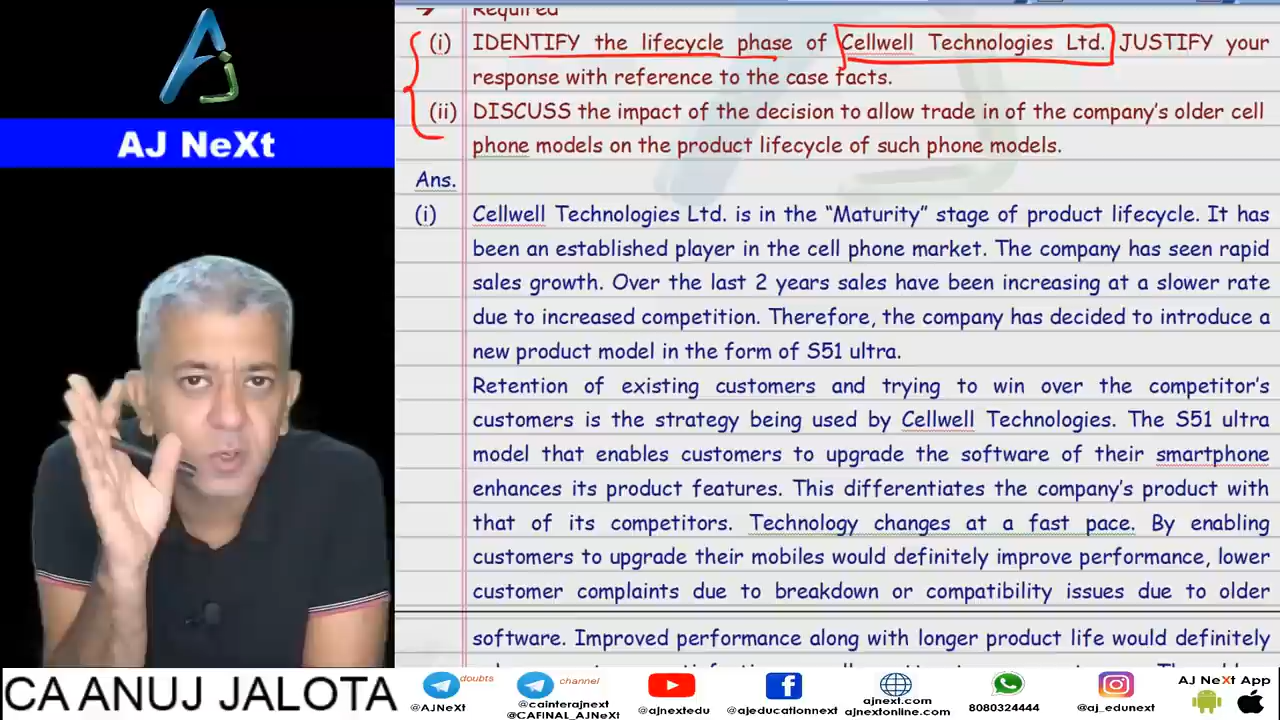 Required
(i) IDENTIFY the lifecycle phase of Cellwell Technologies Ltd. JUSTIFY your
response with reference to the case facts.
(ii) DISCUSS the impact of the decision to allow trade in of the company's older cell
phone models on the product lifecycle of such phone models.
Ans.
(i) Cellwell Technologies Ltd. is in the “Maturity” stage of product lifecycle. It has
been an established player in the cell phone market. The company has seen rapid
sales growth. Over the last 2 years sales have been increasing at a slower rate
due to increased competition. Therefore, the company has decided to introduce a
new product model in the form of S51 ultra.
Retention of existing customers and trying to win over the competitor's
customers is the strategy being used by Cellwell Technologies. The S51 ultra
model that enables customers to upgrade the software of their smartphone
enhances its product features. This differentiates the company's product with
that of its competitors. Technology changes at a fast pace. By enabling
customers to upgrade their mobiles would definitely improve performance, lower
customer complaints due to breakdown or compatibility issues due to older
software. Improved performance along with longer product life would definitely
AJ NeXt
CA ANUJ JALOTA
doubts
@AJNeXt
channel
@cainterajnext
@CAFINAL_AJNeXt
@ajnextedu
@ajeducationnext
ajnext.com
ajnextonline.com
8080324444
@aj_edunext
AJ NeXt App